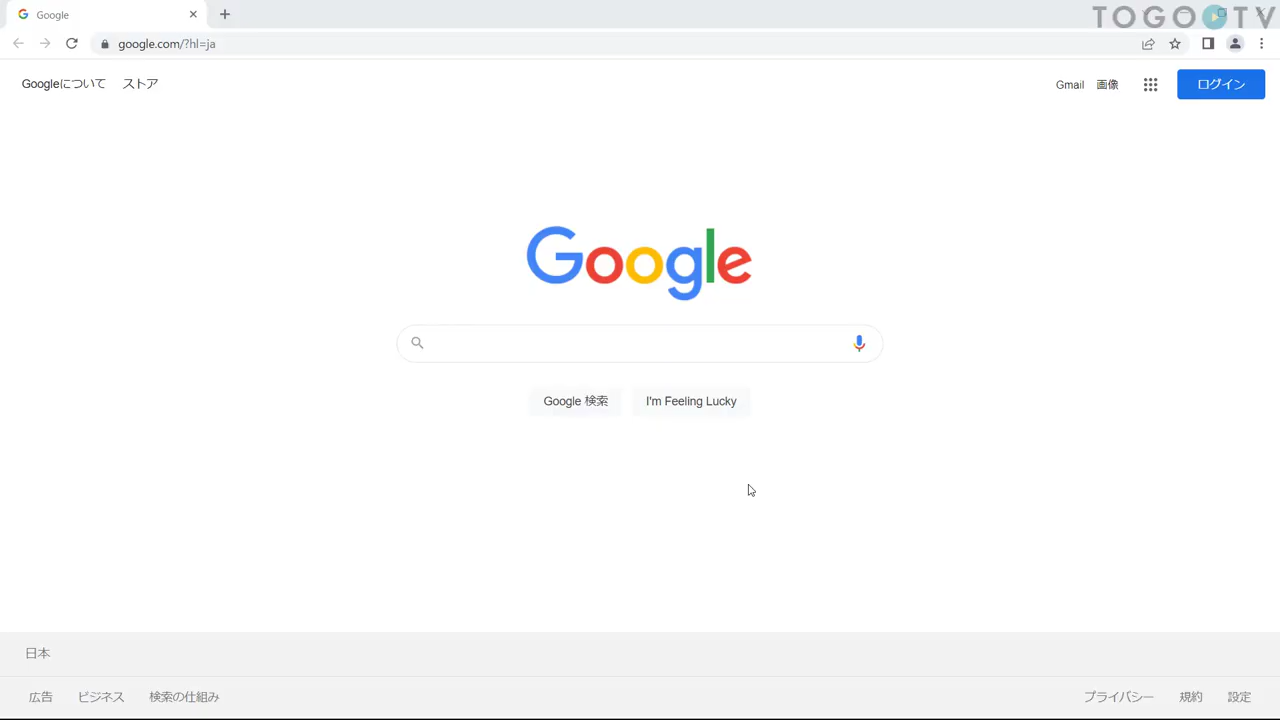 Google
TOGO TV
google.com/?hl=ja
Googleについて ストア
Gmail 画像 ログイン
Google
Google 検索 I'm Feeling Lucky
日本
広告 ビジネス 検索の仕組み プライバシー 規約 設定